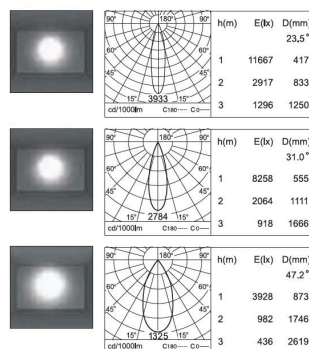 90° 180° 90°
60° 60°
45° 45°
15° 3933 15°
cd/1000lm C180----- C0—
h(m) E(lx) D(mm)
23.5°
1 11667 417
2 2917 833
3 1296 1250
90° 180° 90°
60° 60°
45° 45°
15° 2784 15°
cd/1000lm C180----- C0—
h(m) E(lx) D(mm)
31.0°
1 8258 555
2 2064 1111
3 918 1666
90° 180° 90°
60° 60°
45° 45°
15° 1325 15°
cd/1000lm C180----- C0—
h(m) E(lx) D(mm)
47.2°
1 3928 873
2 982 1746
3 436 2619